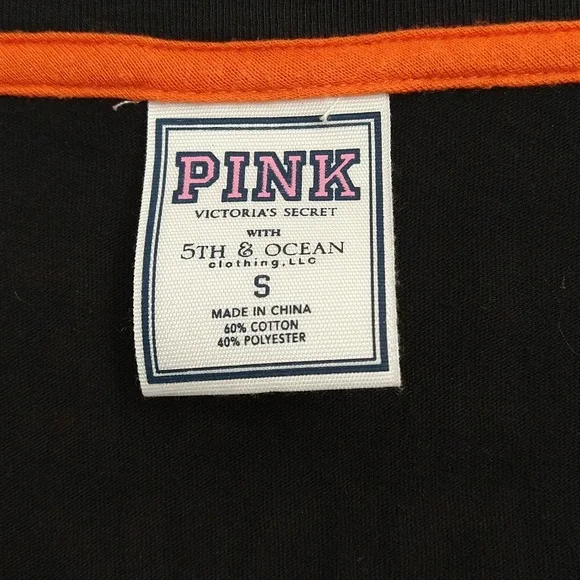 PINK
VICTORIA'S SECRET
WITH
5TH & OCEAN
clothing, LLC
S
MADE IN CHINA
60% COTTON
40% POLYESTER